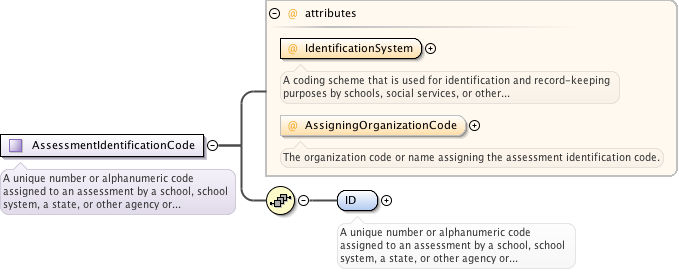 @ attributes
@ IdentificationSystem
A coding scheme that is used for identification and record-keeping
purposes by schools, social services, or other...
@ AssigningOrganizationCode
The organization code or name assigning the assessment identification code.
AssessmentIdentificationCode
A unique number or alphanumeric code
assigned to an assessment by a school, school
system, a state, or other agency or...
ID
A unique number or alphanumeric code
assigned to an assessment by a school, school
system, a state, or other agency or...